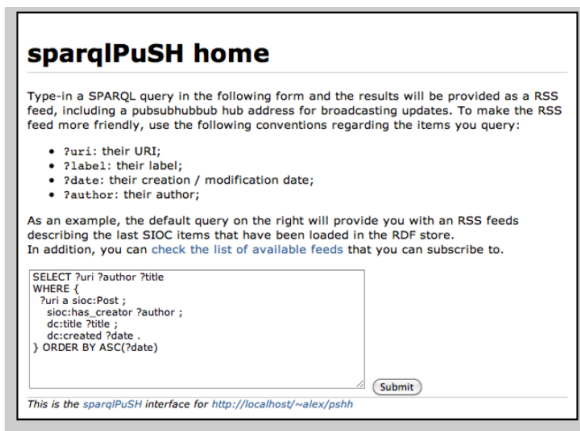 sparqlPuSH home
Type-in a SPARQL query in the following form and the results will be provided as a RSS
feed, including a pubsubhubbub hub address for broadcasting updates. To make the RSS
feed more friendly, use the following conventions regarding the items you query:
• ?uri: their URI;
• ?label: their label;
• ?date: their creation / modification date;
• ?author: their author;
As an example, the default query on the right will provide you with an RSS feeds
describing the last SIOC items that have been loaded in the RDF store.
In addition, you can check the list of available feeds that you can subscribe to.
SELECT ?uri ?author ?title
WHERE {
?uri a sioc:Post ;
sioc:has_creator ?author ;
dc:title ?title ;
dc:created ?date .
} ORDER BY ASC(?date)
Submit
This is the sparqlPuSH interface for http://localhost/~alex/pshh